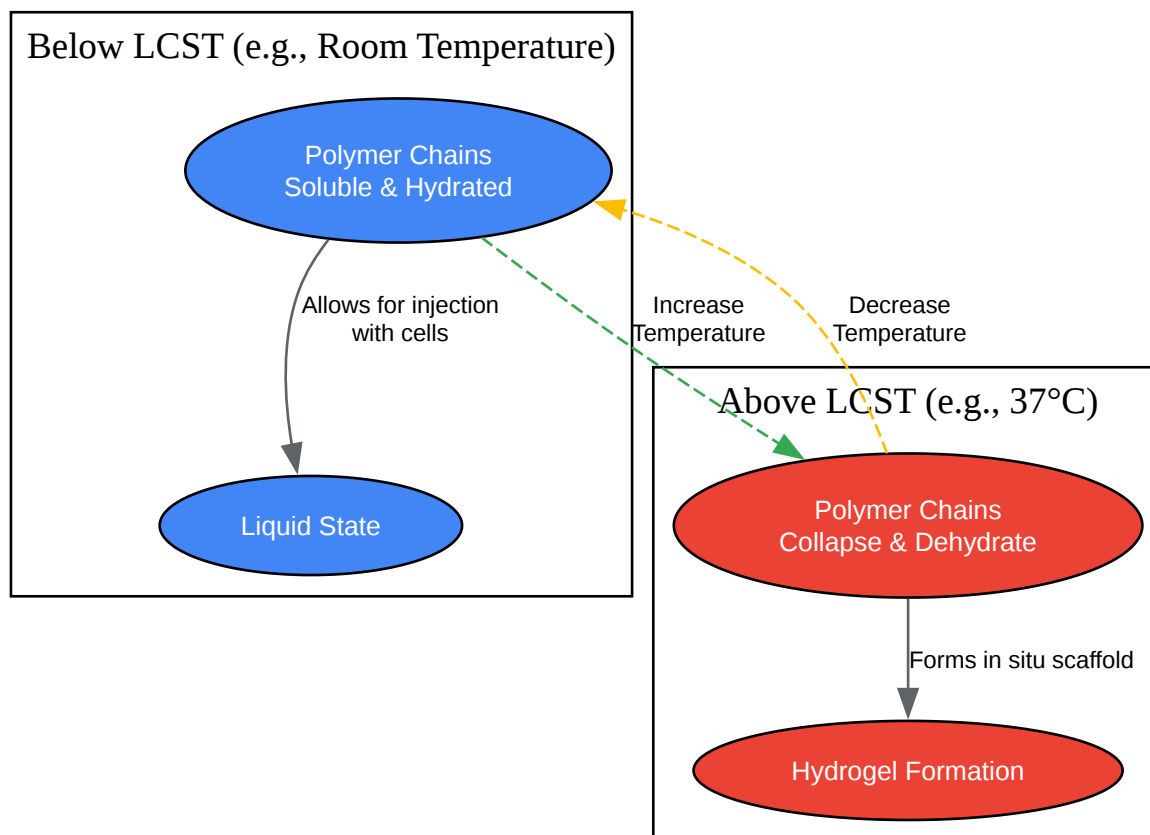 Below LCST (e.g., Room Temperature)
Polymer Chains
Soluble & Hydrated
Allows for injection
with cells
Liquid State
Increase
Temperature
Decrease
Temperature
Above LCST (e.g., 37°C)
Polymer Chains
Collapse & Dehydrate
Forms in situ scaffold
Hydrogel Formation